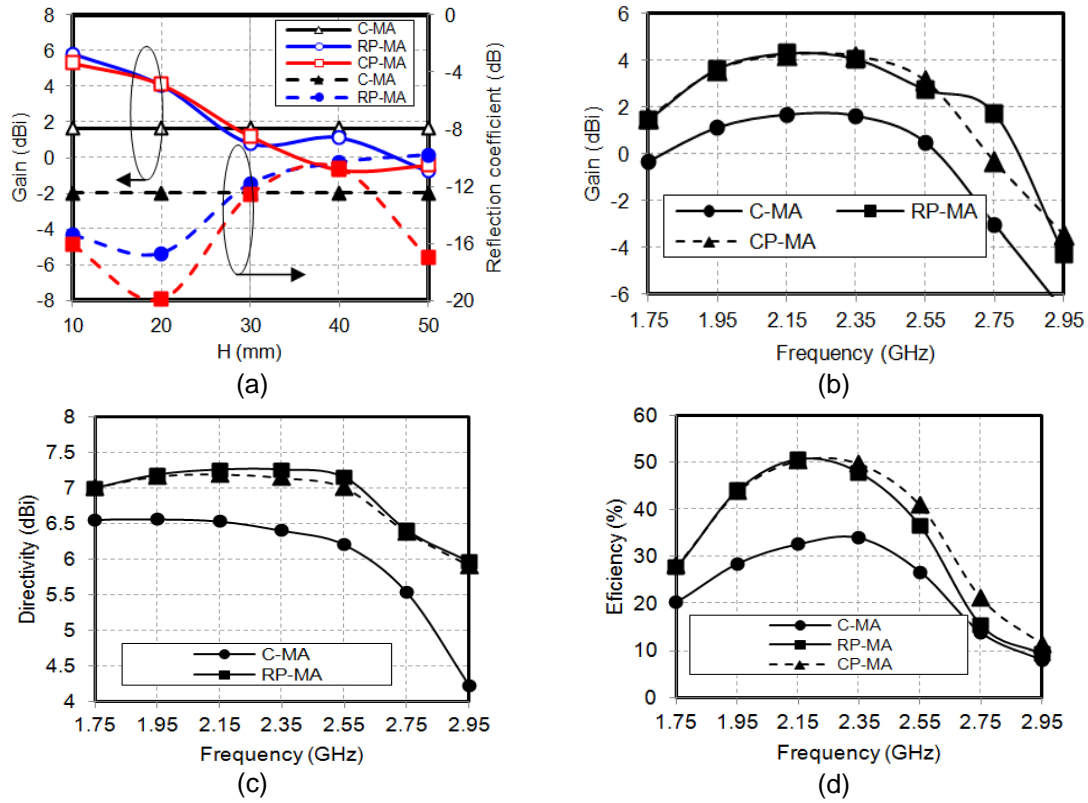 8
6
4
2
0
-2
-4
-6
-8
Gain (dBi)
10
20
30
40
50
H (mm)
0
-4
-8
-12
-16
-20
Reflection coefficient (dB)
C-MA
RP-MA
CP-MA
C-MA
RP-MA
(a)
6
4
2
0
-2
-4
-6
Gain (dBi)
C-MA
RP-MA
CP-MA
1.75
1.95
2.15
2.35
2.55
2.75
2.95
Frequency (GHz)
(b)
8
7.5
7
6.5
6
5.5
5
4.5
4
Directivity (dBi)
C-MA
RP-MA
1.75
1.95
2.15
2.35
2.55
2.75
2.95
Frequency (GHz)
(c)
60
50
40
30
20
10
0
Eficiency (%)
C-MA
RP-MA
CP-MA
1.75
1.95
2.15
2.35
2.55
2.75
2.95
Frequency (GHz)
(d)